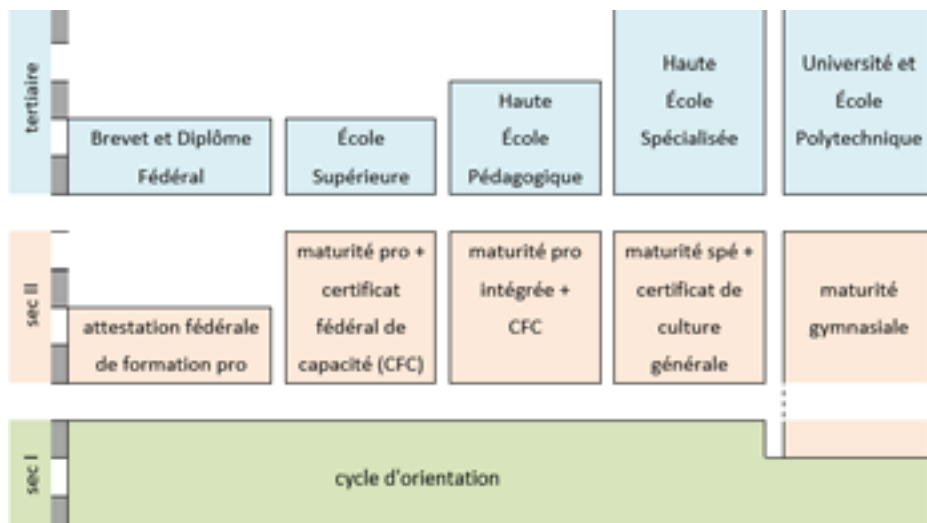 tertiaire
Brevet et Diplôme
Fédéral
École
Supérieure
Haute
École
Pédagogique
Haute
École
Spécialisée
Université et
École
Polytechnique
sec II
attestation fédérale
de formation pro
maturité pro +
certificat
fédéral de
capacité (CFC)
maturité pro
intégrée +
CFC
maturité spé +
certificat de
culture
générale
maturité
gymnasiale
sec I
cycle d'orientation